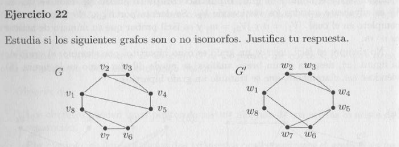 Ejercicio 22
Estudia si los siguientes grafos son o no isomorfos. Justifica tu respuesta.
G
v₂ v₃
v₁ v₄
v₈ v₅
v₇ v₆
G′
w₂ w₃
w₁ w₄
w₈ w₅
w₇ w₆